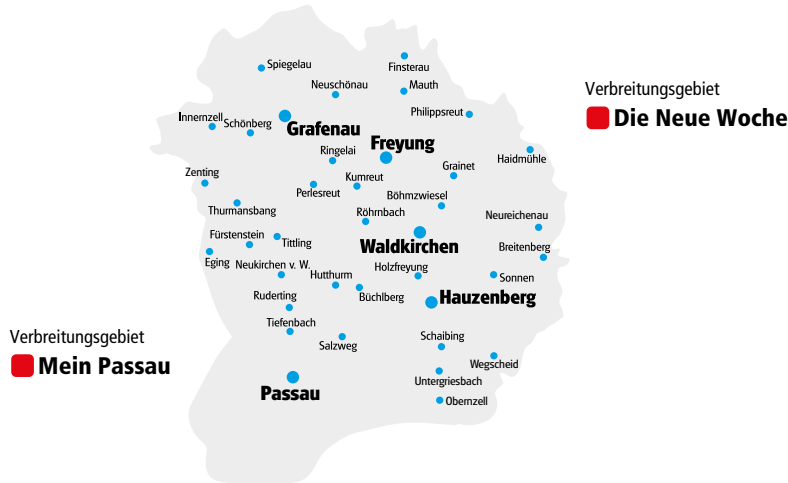 Spiegelau
Finsterau
Neuschönau
Mauth
Verbreitungsgebiet
Die Neue Woche
Philippsreut
Innernzell
Schönberg
Grafenau
Freyung
Ringelai
Haidmühle
Grainet
Zenting
Kumreut
Perlesreut
Böhmzwiesel
Thurmansbang
Röhrnbach
Neureichenau
Fürstenstein
Tittling
Waldkirchen
Breitenberg
Eging
Neukirchen v. W.
Holzfreyung
Hutthurm
Sonnen
Ruderting
Büchlberg
Hauzenberg
Tiefenbach
Verbreitungsgebiet
Mein Passau
Salzweg
Schaibing
Wegscheid
Untergriesbach
Passau
Obernzell